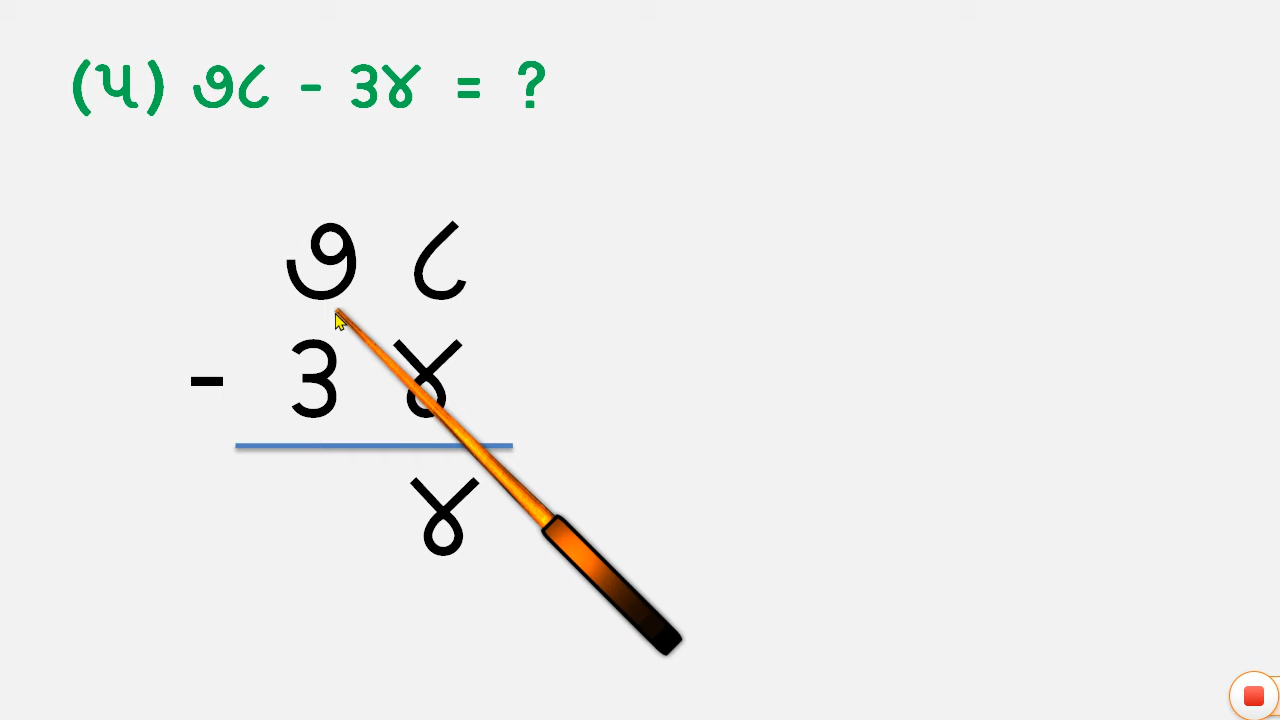 (૫) ૭૮ - ૩૪ = ?
૭ ૮
- ૩ ૪
૪